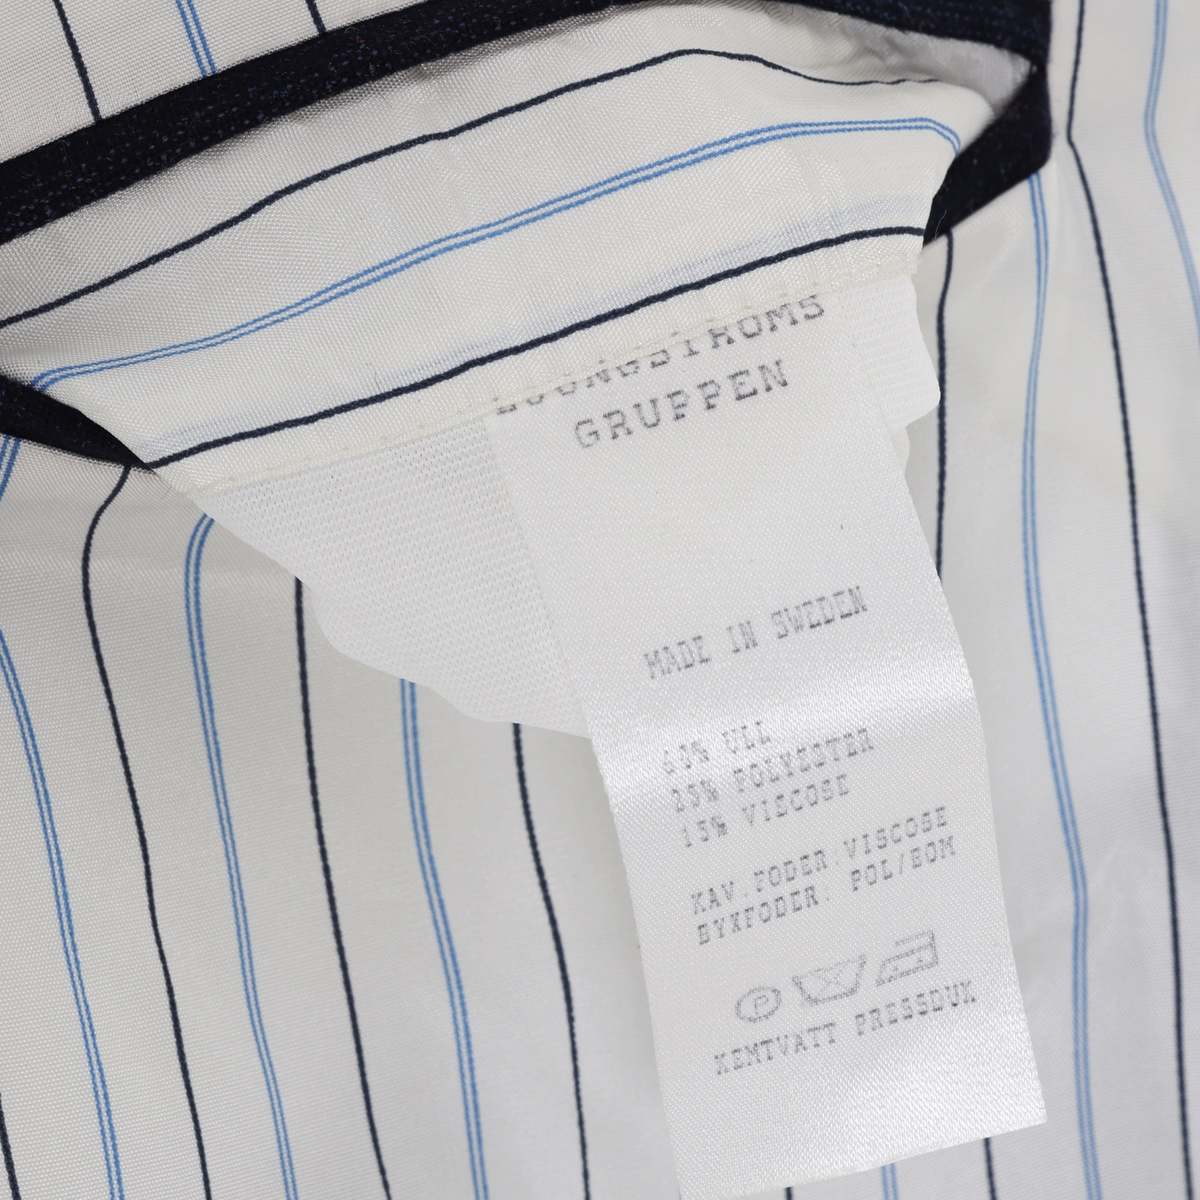 GRUPPEN
MADE IN SWEDEN
60% ULL
25% POLYESTER
15% VISCOSE
KAV.FODER:VISCOSE
BYXFODER: POL/BOM
P
KEMTVATT PRESSDUK